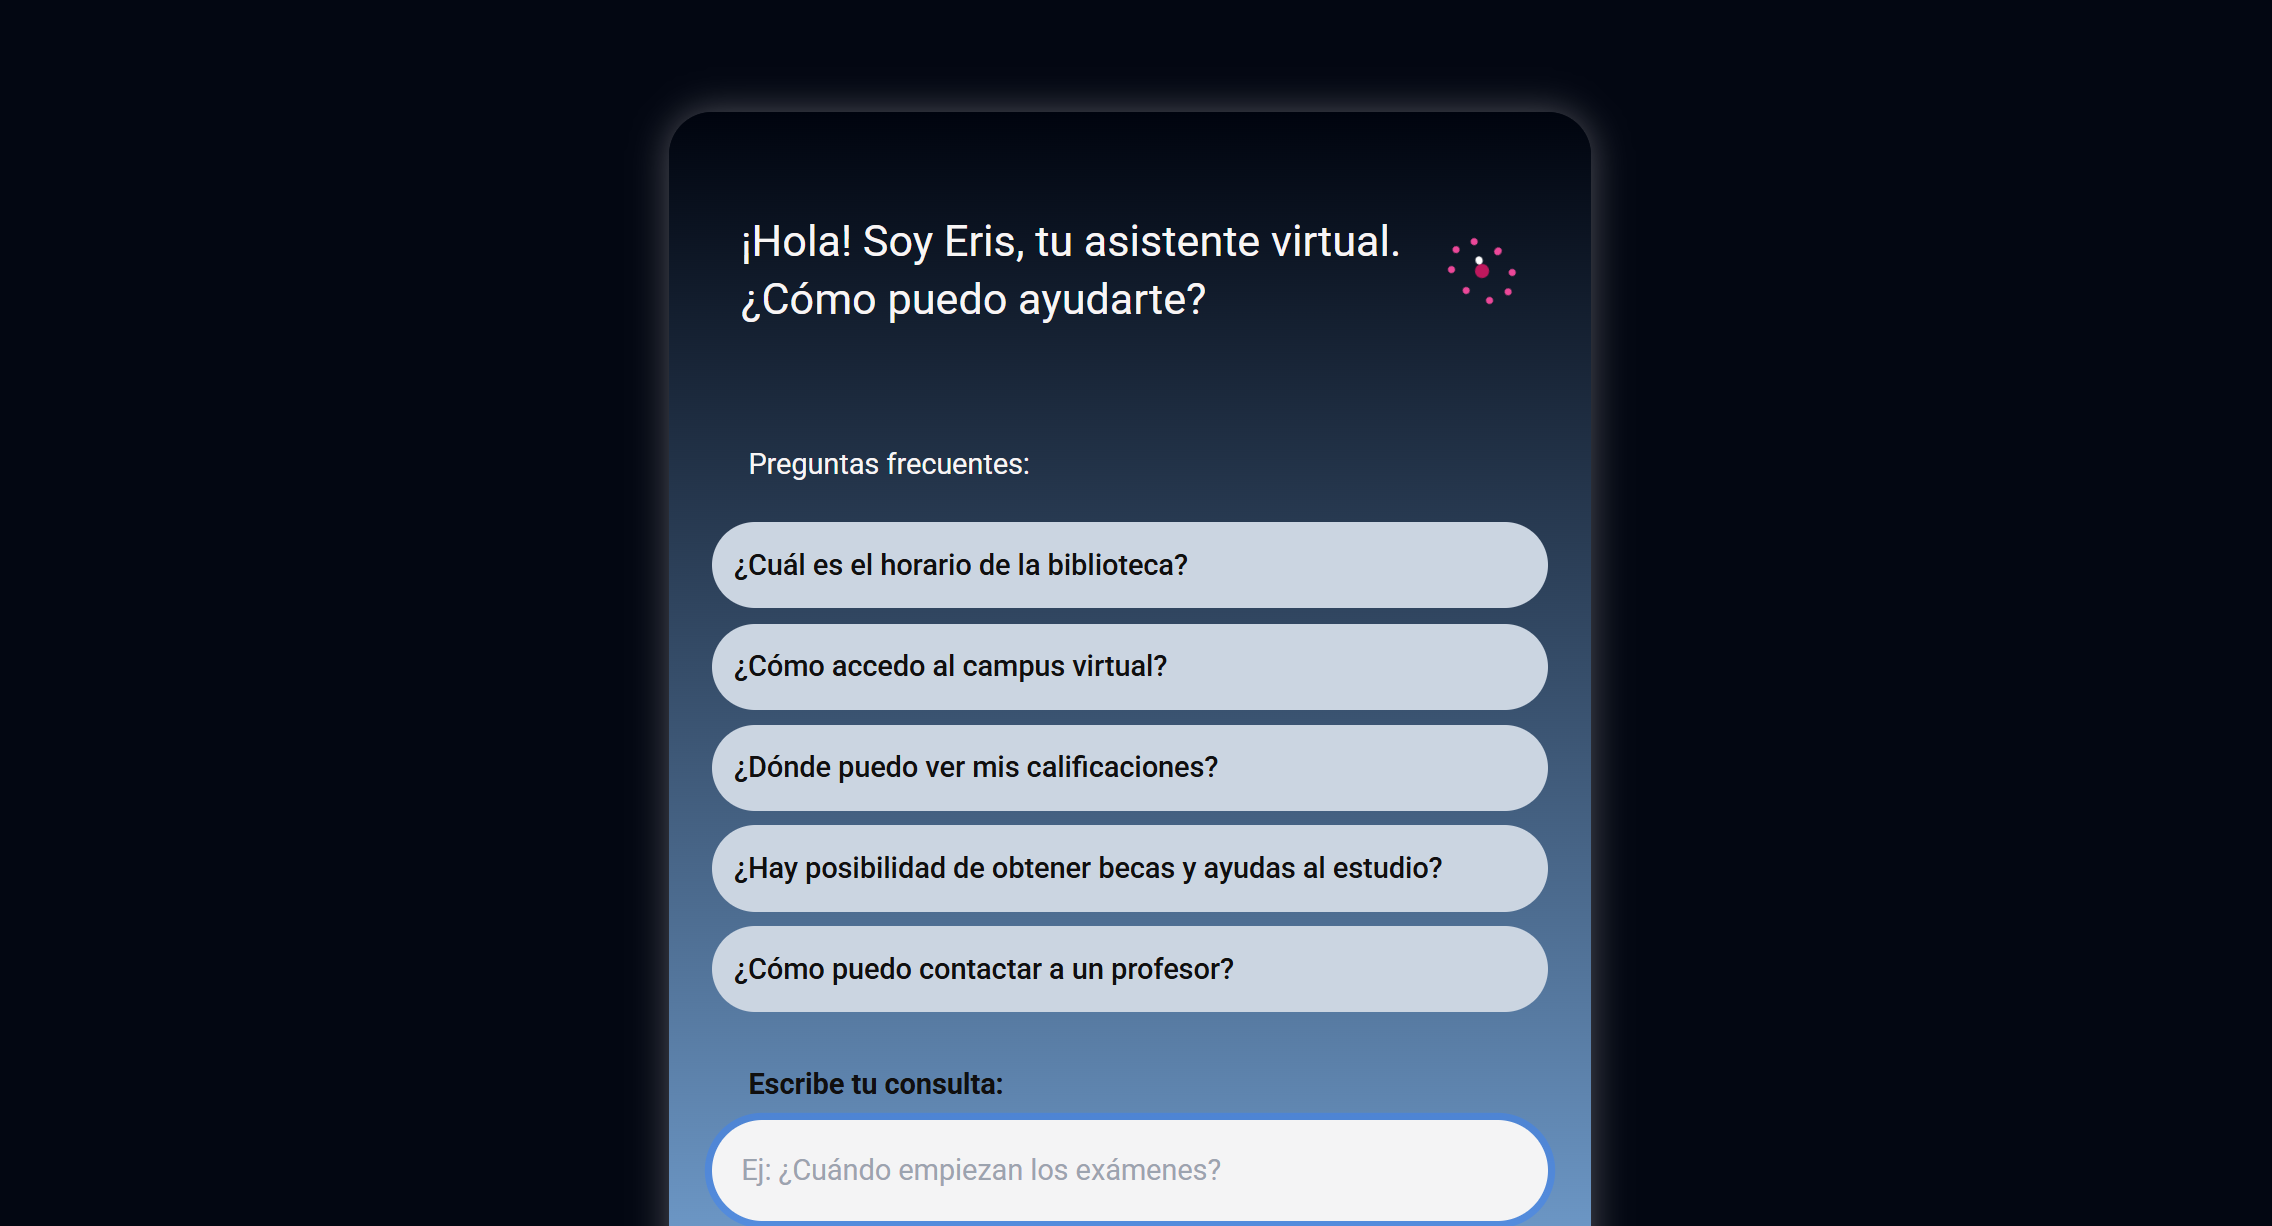 ¡Hola! Soy Eris, tu asistente virtual.
¿Cómo puedo ayudarte?
Preguntas frecuentes:
¿Cuál es el horario de la biblioteca?
¿Cómo accedo al campus virtual?
¿Dónde puedo ver mis calificaciones?
¿Hay posibilidad de obtener becas y ayudas al estudio?
¿Cómo puedo contactar a un profesor?
Escribe tu consulta:
Ej: ¿Cuándo empiezan los exámenes?